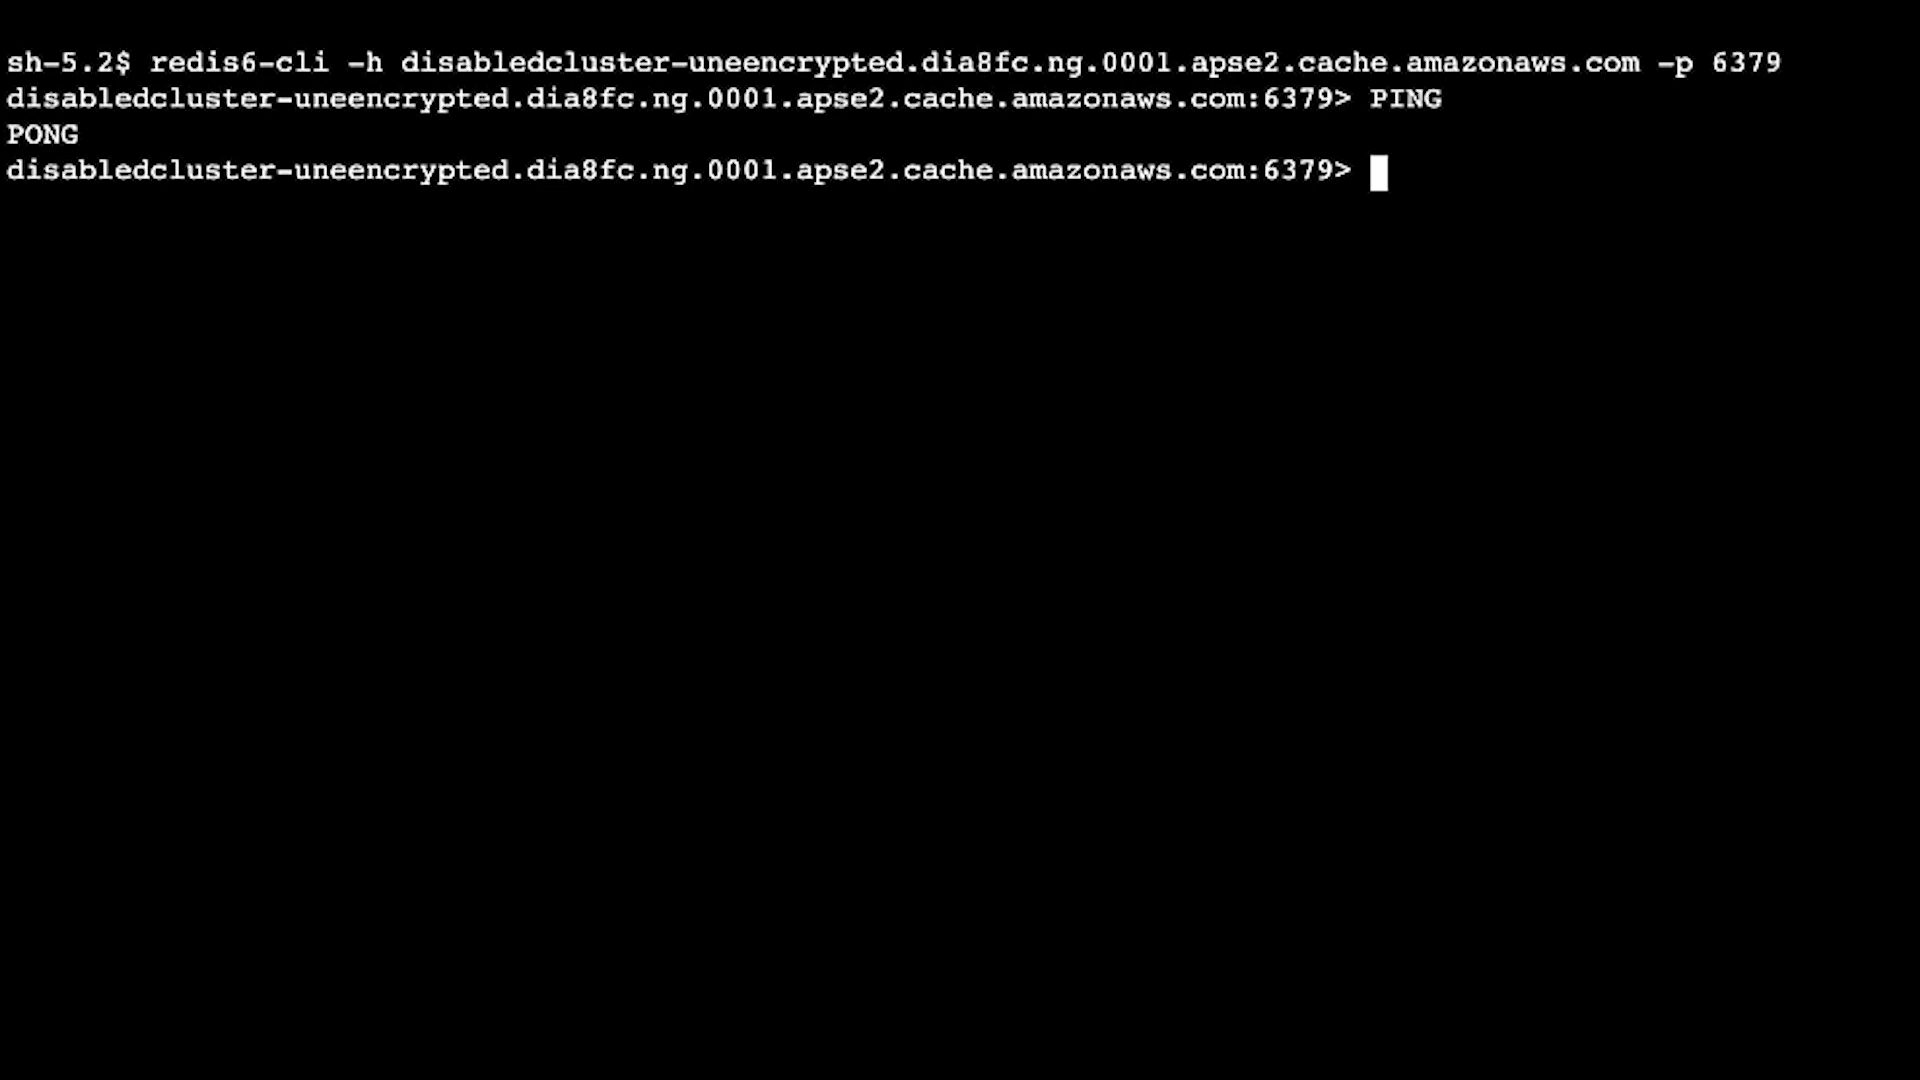 sh-5.2$ redis6-cli -h disabledcluster-uneencrypted.dia8fc.ng.0001.apse2.cache.amazonaws.com -p 6379
disabledcluster-uneencrypted.dia8fc.ng.0001.apse2.cache.amazonaws.com:6379> PING
PONG
disabledcluster-uneencrypted.dia8fc.ng.0001.apse2.cache.amazonaws.com:6379>